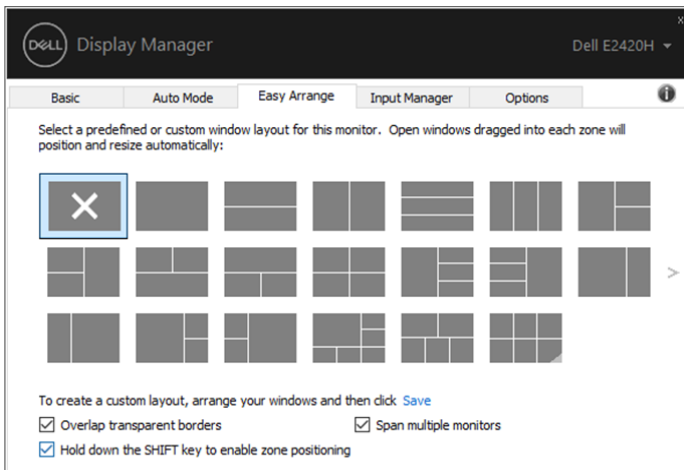 x
DELL Display Manager Dell E2420H
Basic Auto Mode Easy Arrange Input Manager Options i
Select a predefined or custom window layout for this monitor. Open windows dragged into each zone will
position and resize automatically:
To create a custom layout, arrange your windows and then click Save
Overlap transparent borders Span multiple monitors
Hold down the SHIFT key to enable zone positioning